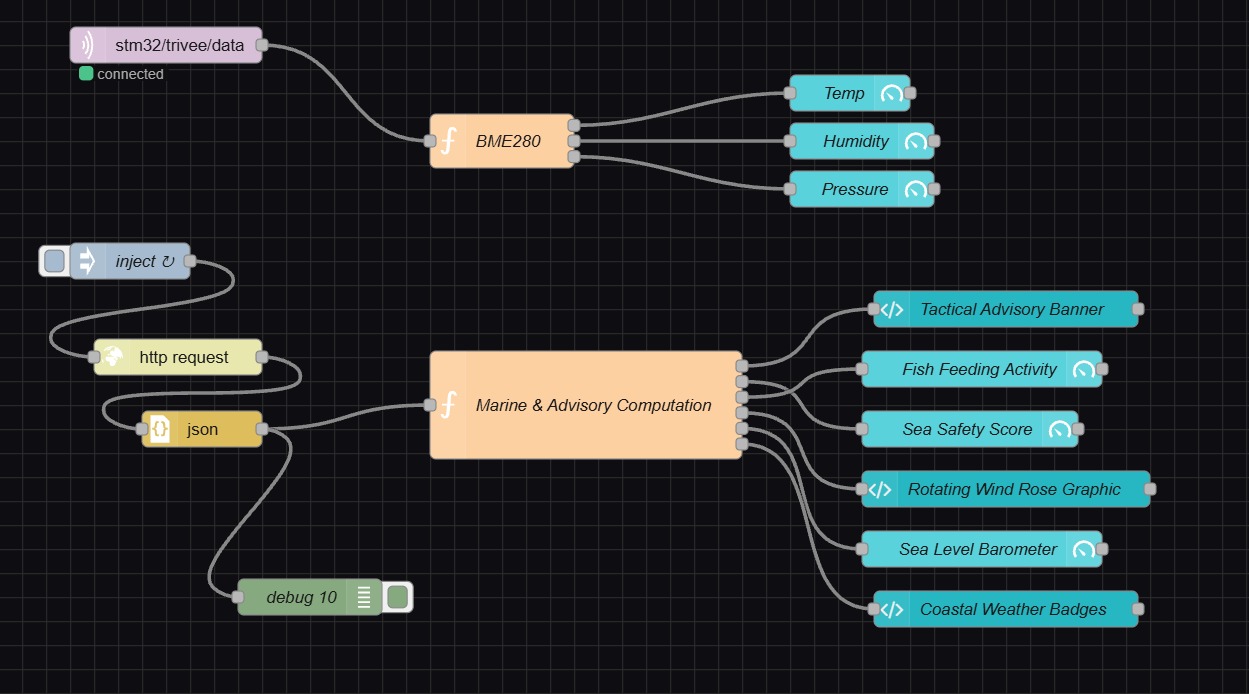 stm32/trivee/data
connected
Temp
BME280
Humidity
Pressure
inject ↻
Tactical Advisory Banner
http request
Fish Feeding Activity
Marine & Advisory Computation
json
Sea Safety Score
Rotating Wind Rose Graphic
Sea Level Barometer
debug 10
Coastal Weather Badges